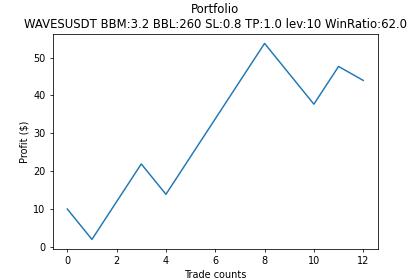 Portfolio
WAVESUSDT BBM:3.2 BBL:260 SL:0.8 TP:1.0 lev:10 WinRatio:62.0
Profit ($)
50
40
30
20
10
0
0 2 4 6 8 10 12
Trade counts